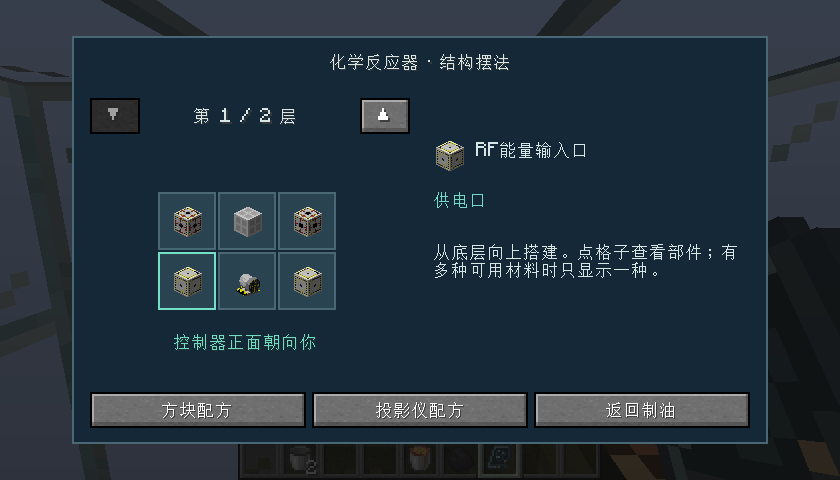 化学反应器·结构摆法
第 1 / 2 层
RF能量输入口
供电口
从底层向上搭建。点格子查看部件；有
多种可用材料时只显示一种。
控制器正面朝向你
方块配方
投影仪配方
返回制油
2